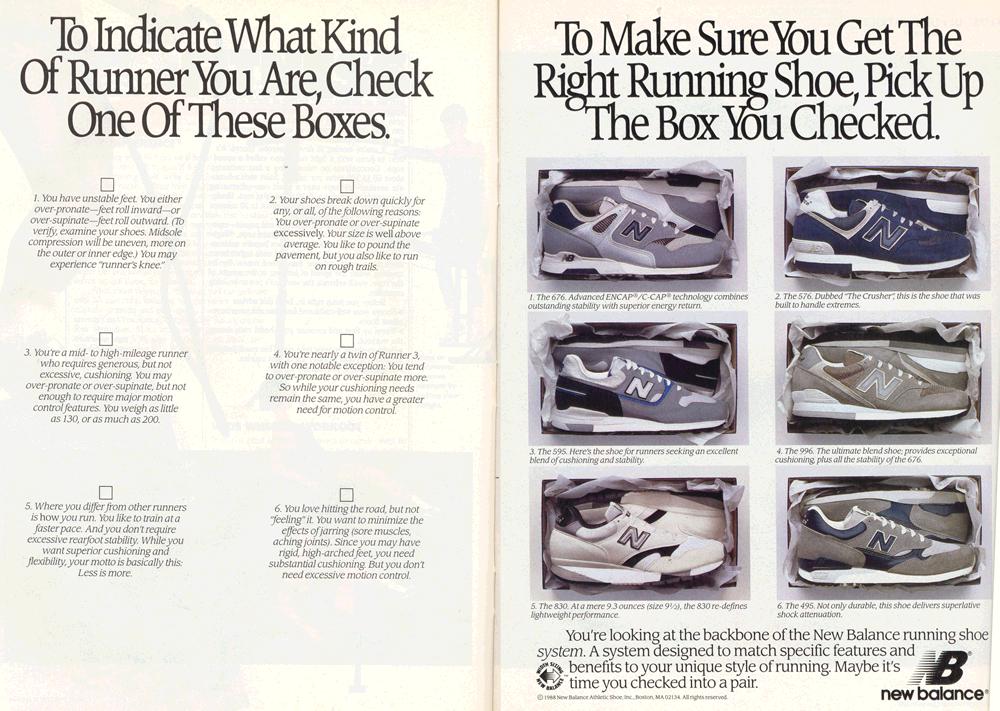 To Indicate What Kind
Of Runner You Are, Check
One Of These Boxes.
1. You have unstable feet. You either
over-pronate—feet roll inward—or
over-supinate—feet roll outward. (To
verify, examine your shoes. Midsole
compression will be uneven, more on
the outer or inner edge.) You may
experience "runner's knee."
2. Your shoes break down quickly for
any, or all, of the following reasons:
You over-pronate or over-supinate
excessively. Your size is well above
average. You like to pound the
pavement, but you also like to run
on rough trails.
3. You're a mid- to high-mileage runner
who requires generous, but not
excessive, cushioning. You may
over-pronate or over-supinate, but not
enough to require major motion
control features. You weigh as little
as 130, or as much as 200.
4. You're nearly a twin of Runner 3,
with one notable exception: You tend
to over-pronate or over-supinate more.
So while your cushioning needs
remain the same, you have a greater
need for motion control.
5. Where you differ from other runners
is how you run. You like to train at a
faster pace. And you don't require
excessive rearfoot stability. While you
want superior cushioning and
flexibility, your motto is basically this:
Less is more.
6. You love hitting the road, but not
"feeling" it. You want to minimize the
effects of jarring (sore muscles,
aching joints). Since you may have
rigid, high-arched feet, you need
substantial cushioning. But you don't
need excessive motion control.
To Make Sure You Get The
Right Running Shoe, Pick Up
The Box You Checked.
1. The 676. Advanced ENCAP®/C-CAP® technology combines
outstanding stability with superior energy return.
2. The 576. Dubbed "The Crusher", this is the shoe that was
built to handle extremes.
3. The 595. Here's the shoe for runners seeking an excellent
blend of cushioning and stability.
4. The 996. The ultimate blend shoe; provides exceptional
cushioning, plus all the stability of the 676.
5. The 830. At a mere 9.3 ounces (size 9½), the 830 re-defines
lightweight performance.
6. The 495. Not only durable, this shoe delivers superlative
shock attenuation.
You're looking at the backbone of the New Balance running shoe
system. A system designed to match specific features and
benefits to your unique style of running. Maybe it's
time you checked into a pair.
© 1988 New Balance Athletic Shoe, Inc., Boston, MA 02134. All rights reserved.
new balance®